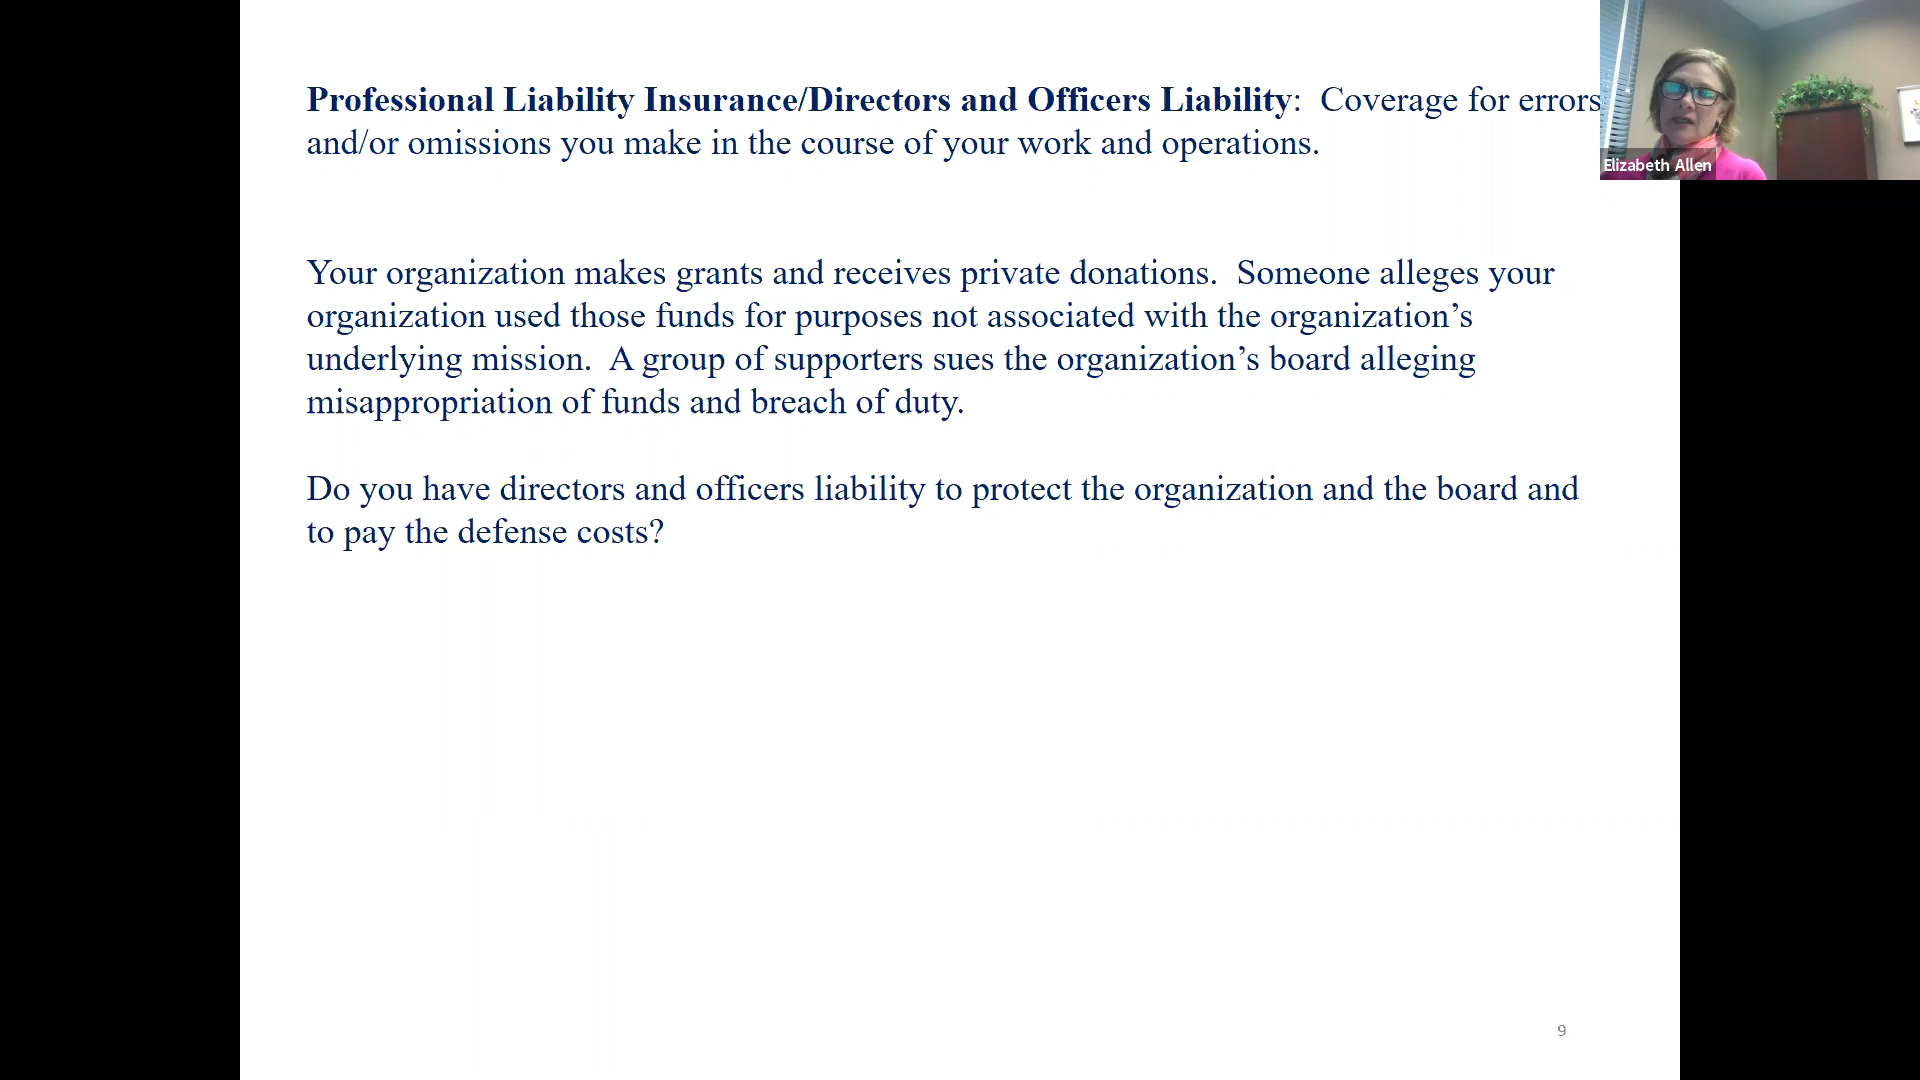 Professional Liability Insurance/Directors and Officers Liability:  Coverage for errors
and/or omissions you make in the course of your work and operations.
Elizabeth Allen
Your organization makes grants and receives private donations.  Someone alleges your
organization used those funds for purposes not associated with the organization’s
underlying mission.  A group of supporters sues the organization’s board alleging
misappropriation of funds and breach of duty.
Do you have directors and officers liability to protect the organization and the board and
to pay the defense costs?
9